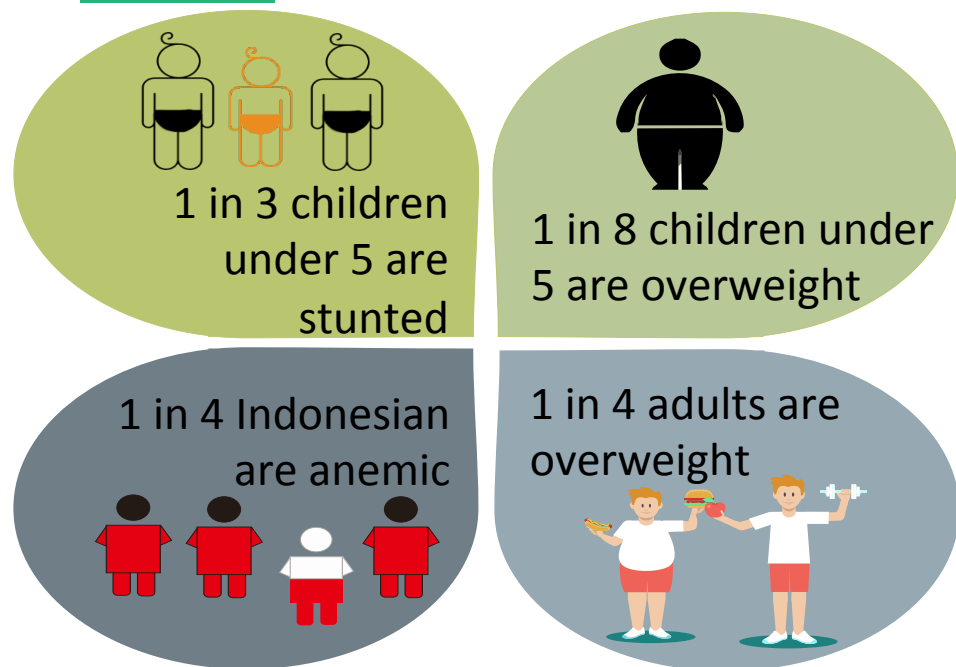 1 in 3 children
under 5 are
stunted
1 in 8 children under
5 are overweight
1 in 4 Indonesian
are anemic
1 in 4 adults are
overweight